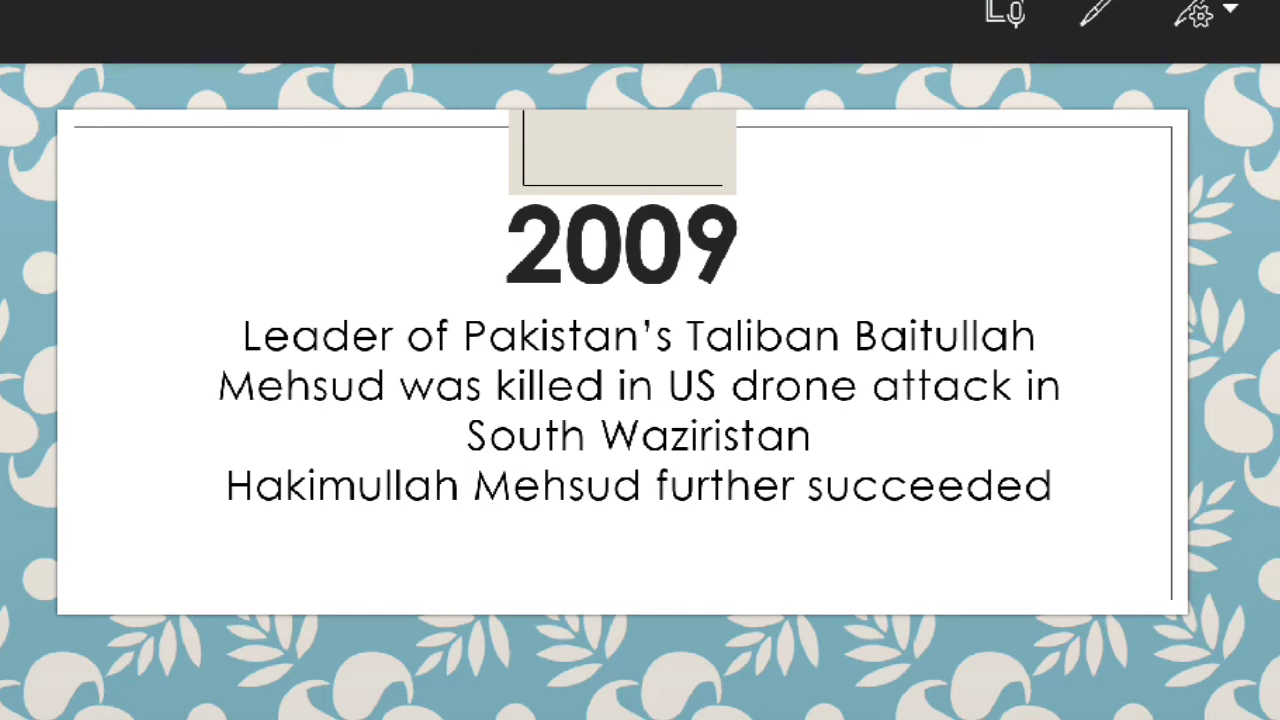 2009
Leader of Pakistan’s Taliban Baitullah
Mehsud was killed in US drone attack in
South Waziristan
Hakimullah Mehsud further succeeded